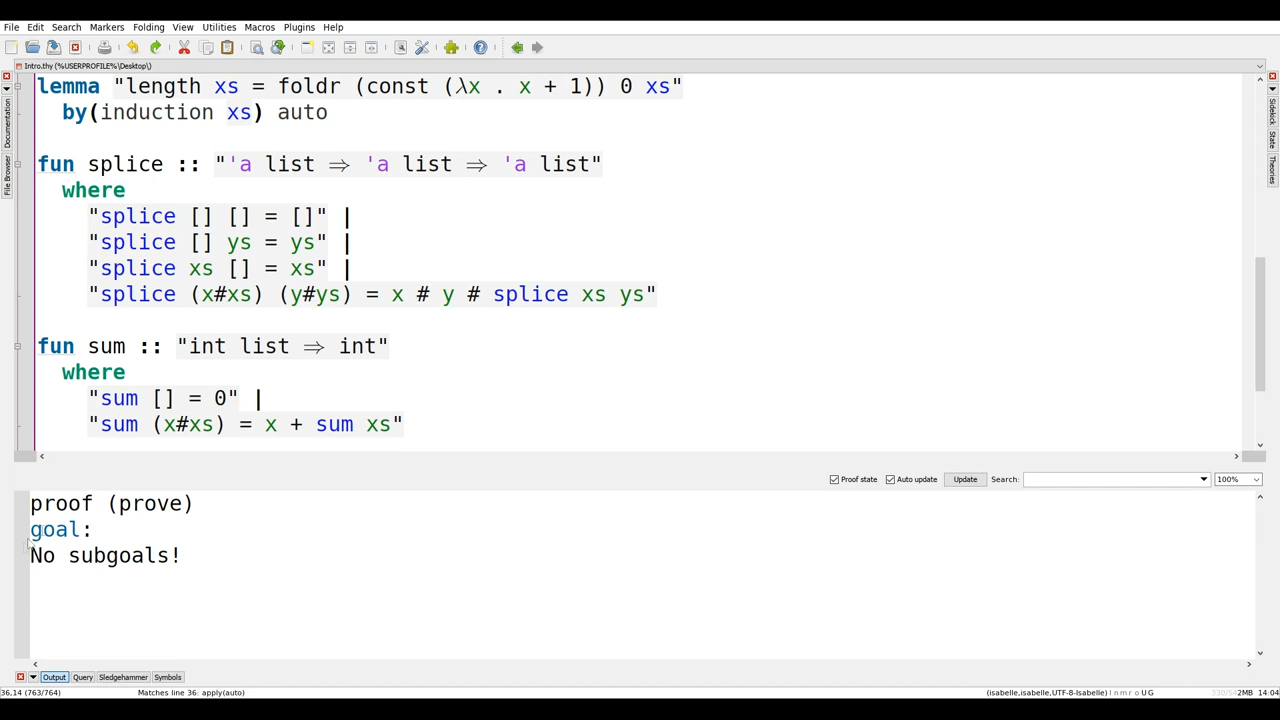 File Edit Search Markers Folding View Utilities Macros Plugins Help
Intro.thy (%USERPROFILE%\Desktop\)
lemma "length xs = foldr (const (λx . x + 1)) 0 xs"
by(induction xs) auto
fun splice :: "'a list ⇒ 'a list ⇒ 'a list"
where
"splice [] [] = []" |
"splice [] ys = ys" |
"splice xs [] = xs" |
"splice (x#xs) (y#ys) = x # y # splice xs ys"
fun sum :: "int list ⇒ int"
where
"sum [] = 0" |
"sum (x#xs) = x + sum xs"
Documentation
File Browser
Sidekick
State
Theories
Proof state Auto update Update Search: 100%
proof (prove)
goal:
No subgoals!
Output Query Sledgehammer Symbols
36,14 (763/764) Matches line 36: apply(auto) (isabelle,isabelle,UTF-8-Isabelle) n m r o U G 2MB 14:04